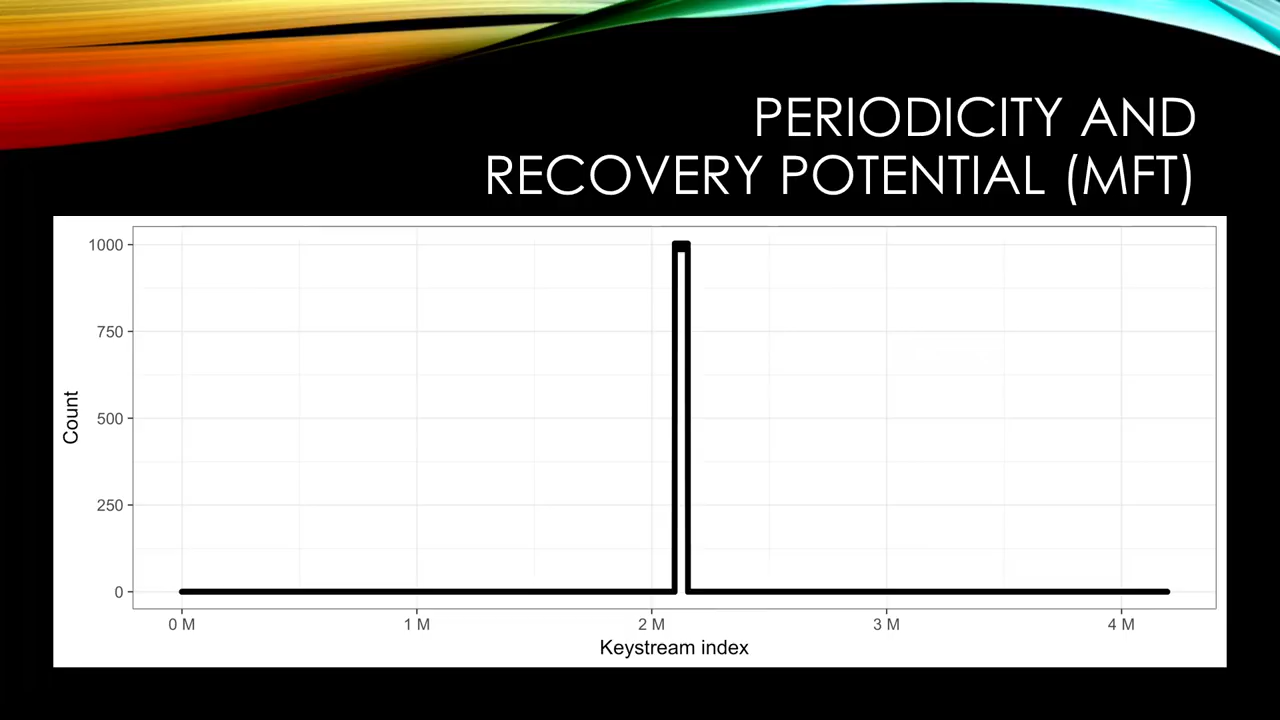 PERIODICITY AND
RECOVERY POTENTIAL (MFT)
1000
750
500
250
0
Count
0 M 1 M 2 M 3 M 4 M
Keystream index